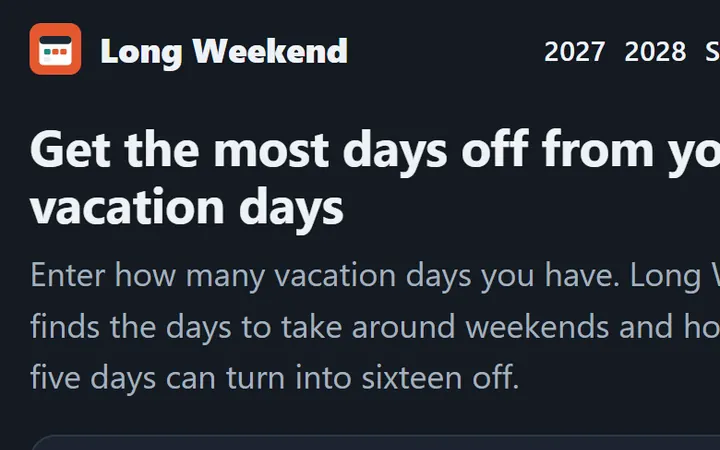 Long Weekend
2027 2028 S
Get the most days off from yo
vacation days
Enter how many vacation days you have. Long
finds the days to take around weekends and ho
five days can turn into sixteen off.